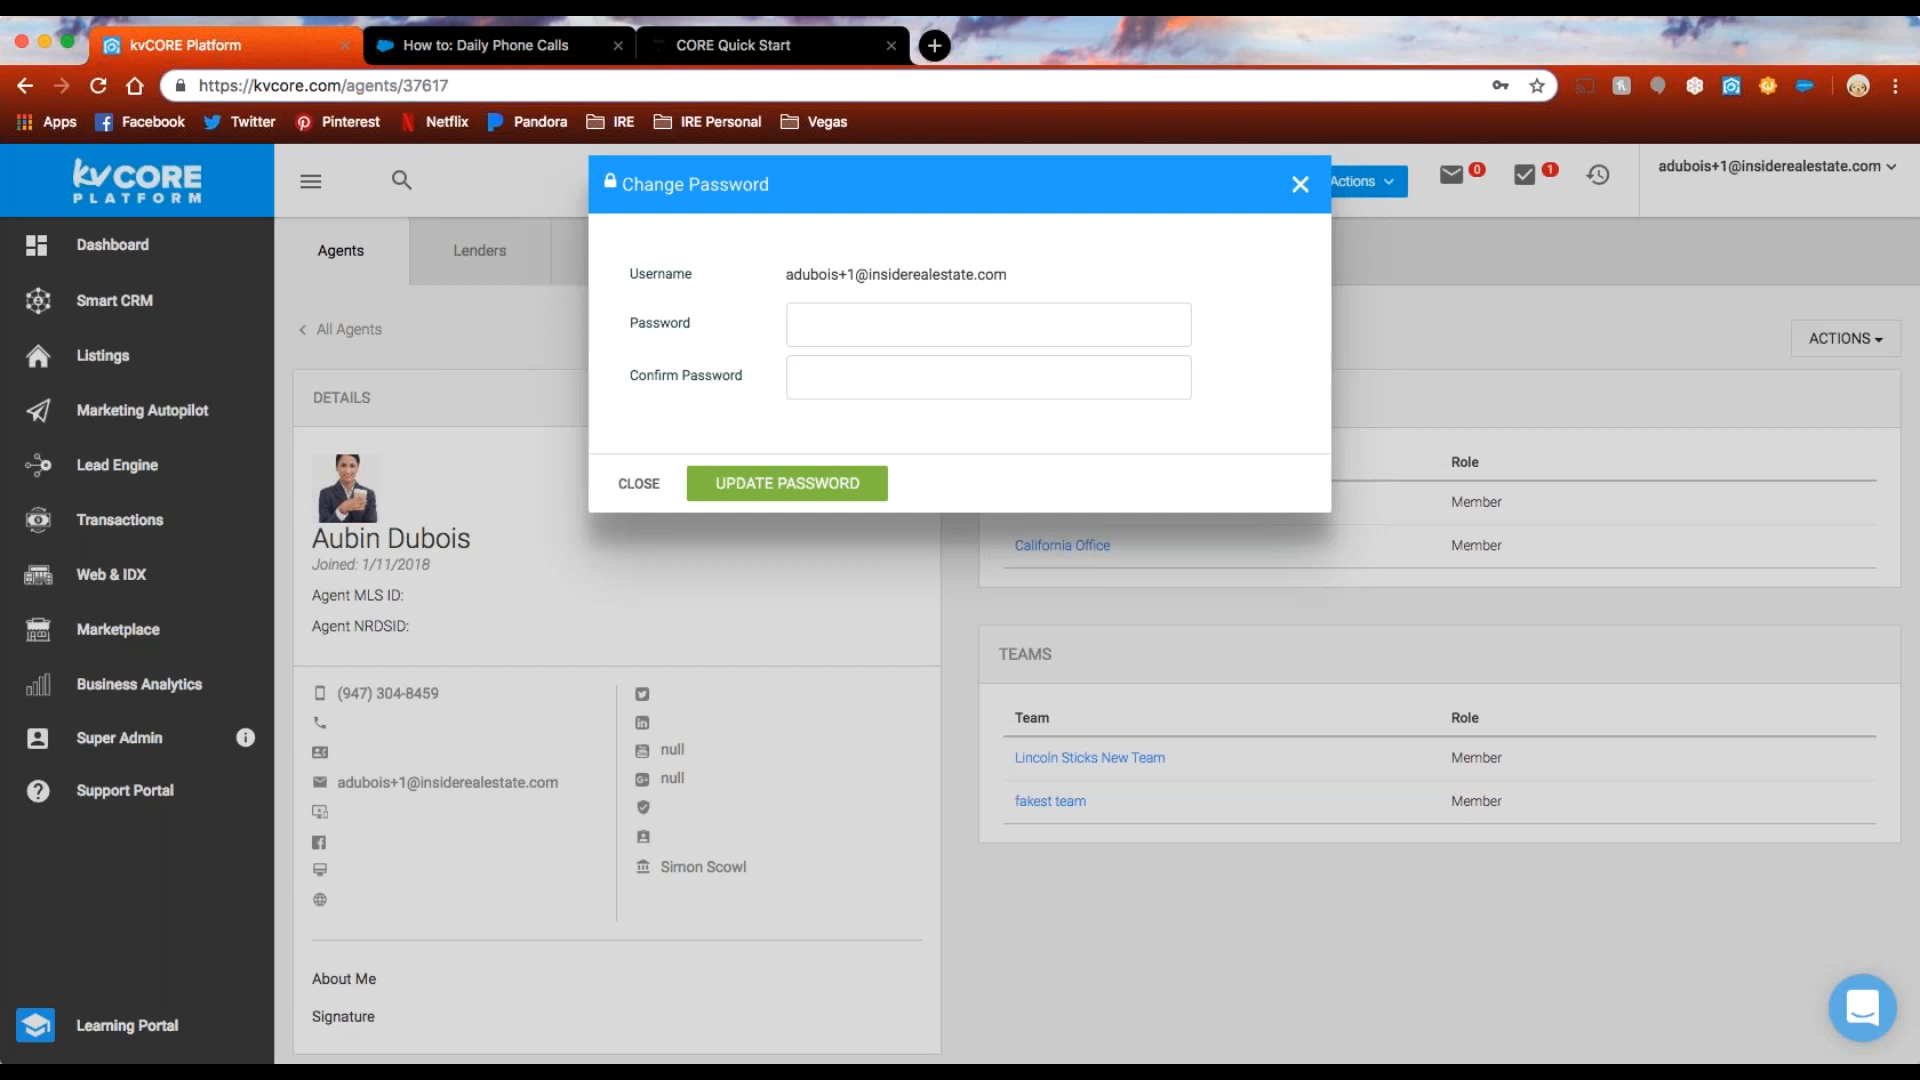 kvCORE Platform
How to: Daily Phone Calls
CORE Quick Start
https://kvcore.com/agents/37617
Apps
Facebook
Twitter
Pinterest
Netflix
Pandora
IRE
IRE Personal
Vegas
kvCORE
PLATFORM
Change Password
Actions
0
1
adubois+1@insiderealestate.com
Dashboard
Smart CRM
Listings
Marketing Autopilot
Lead Engine
Transactions
Web & IDX
Marketplace
Business Analytics
Super Admin
Support Portal
Learning Portal
Agents
Lenders
All Agents
ACTIONS
Username
adubois+1@insiderealestate.com
Password
Confirm Password
CLOSE
UPDATE PASSWORD
DETAILS
Aubin Dubois
Joined: 1/11/2018
Agent MLS ID:
Agent NRDSID:
(947) 304-8459
adubois+1@insiderealestate.com
null
null
Simon Scowl
About Me
Signature
Role
Member
California Office
Member
TEAMS
Team
Role
Lincoln Sticks New Team
Member
fakest team
Member